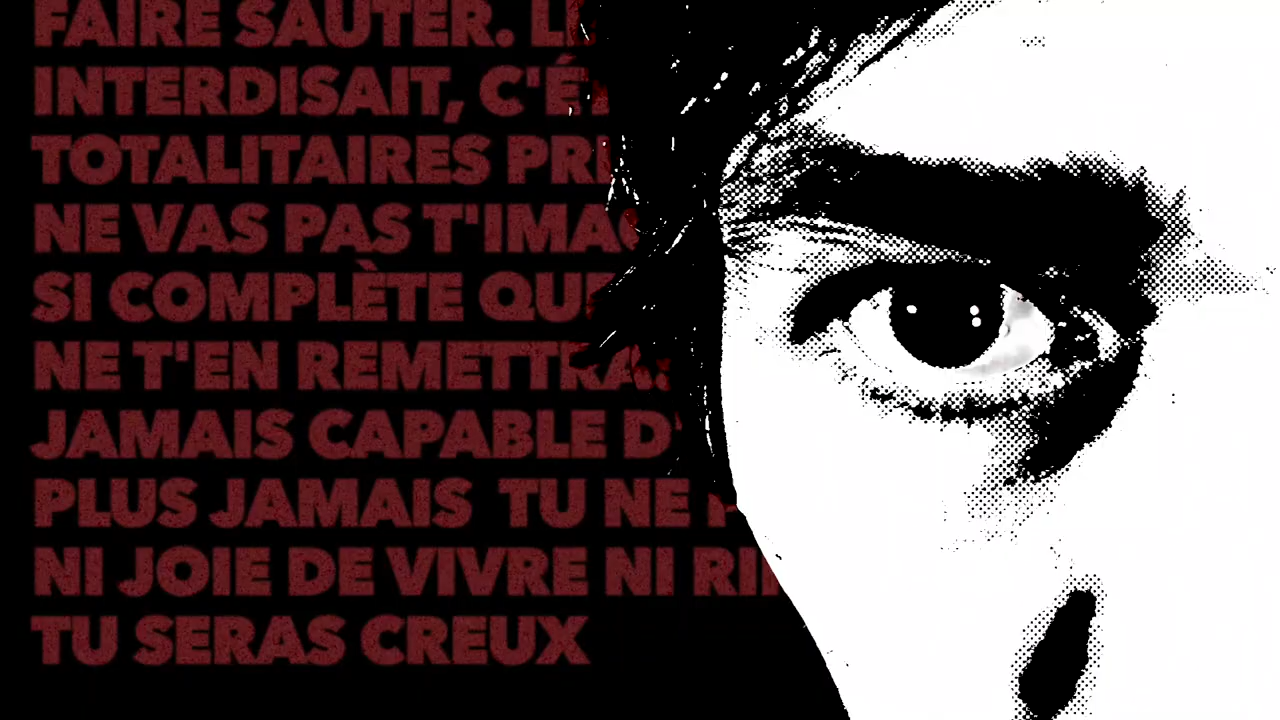 FAIRE SAUTER.
INTERDISAIT,
TOTALITAIRES
NE VAS PAS
SI COMPLÈTE
NE T'EN
JAMAIS CAPABLE
PLUS JAMAIS TU NE
NI JOIE DE VIVRE NI
TU SERAS CREUX